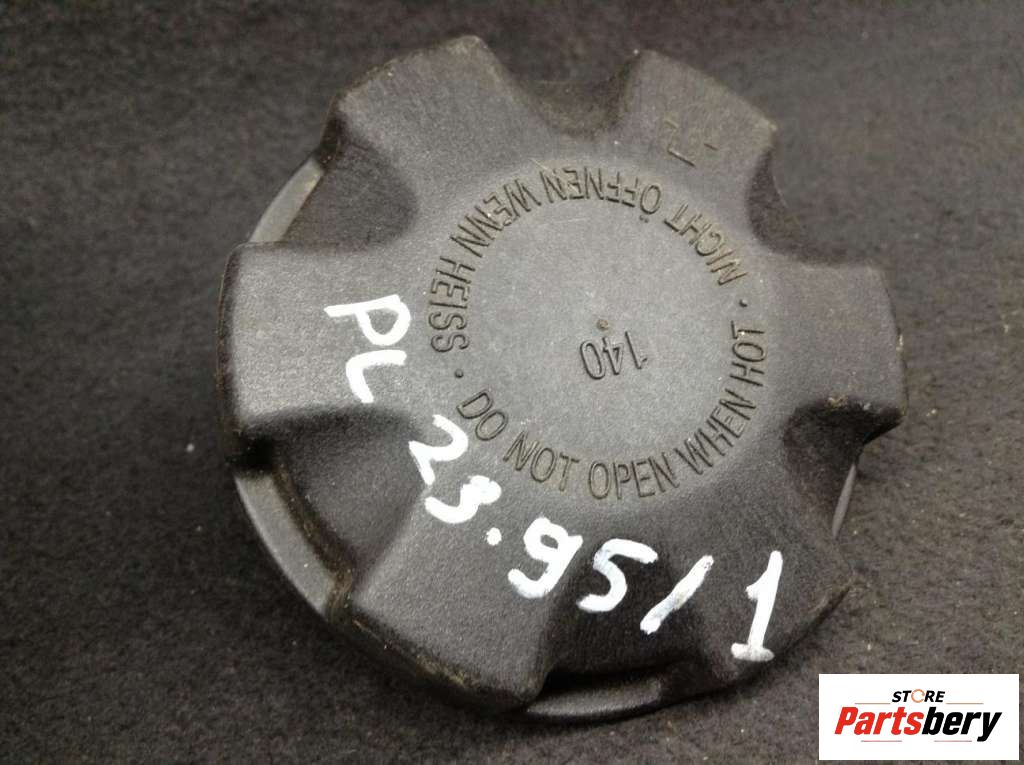 · NICHT ÖFFNEN WENN HEISS ·
DO NOT OPEN WHEN HOT
140
PL 23.95/1
STORE
Partsbery